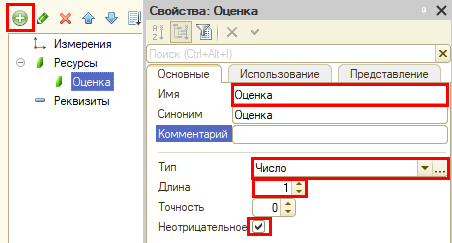 Свойства: Оценка
Поиск (Ctrl+Alt+I)
Измерения
Ресурсы
Оценка
Реквизиты
Основные Использование Представление
Имя Оценка
Синоним Оценка
Комментарий
Тип Число ...
Длина 1
Точность 0
Неотрицательное